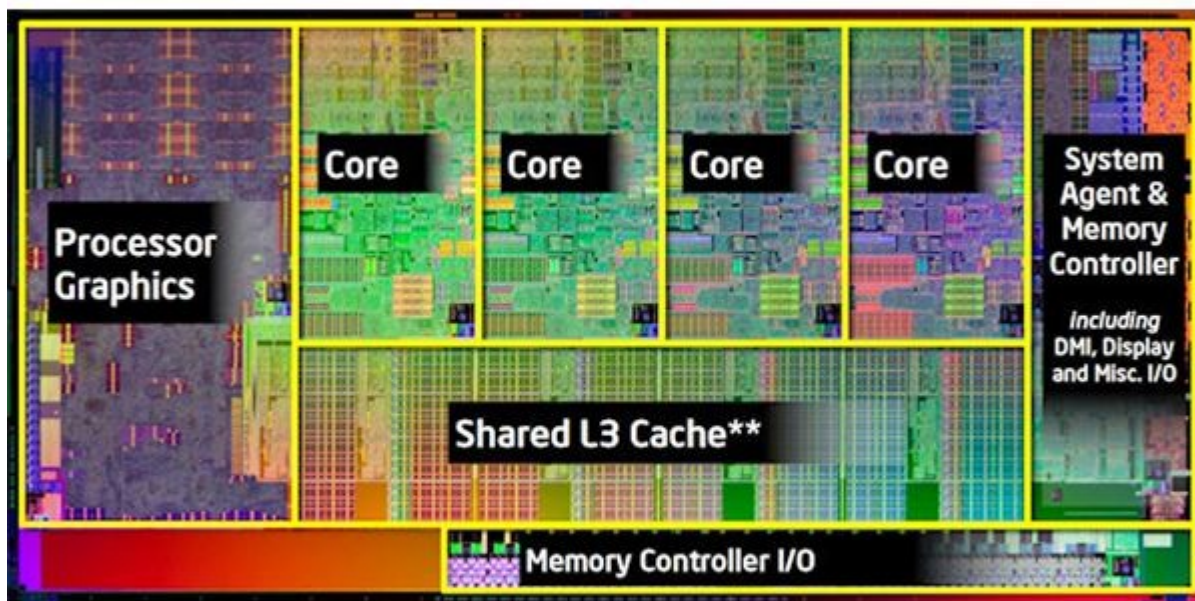 Processor
Graphics
Core
Core
Core
Core
System
Agent &
Memory
Controller
including
DMI, Display
and Misc. I/O
Shared L3 Cache**
Memory Controller I/O